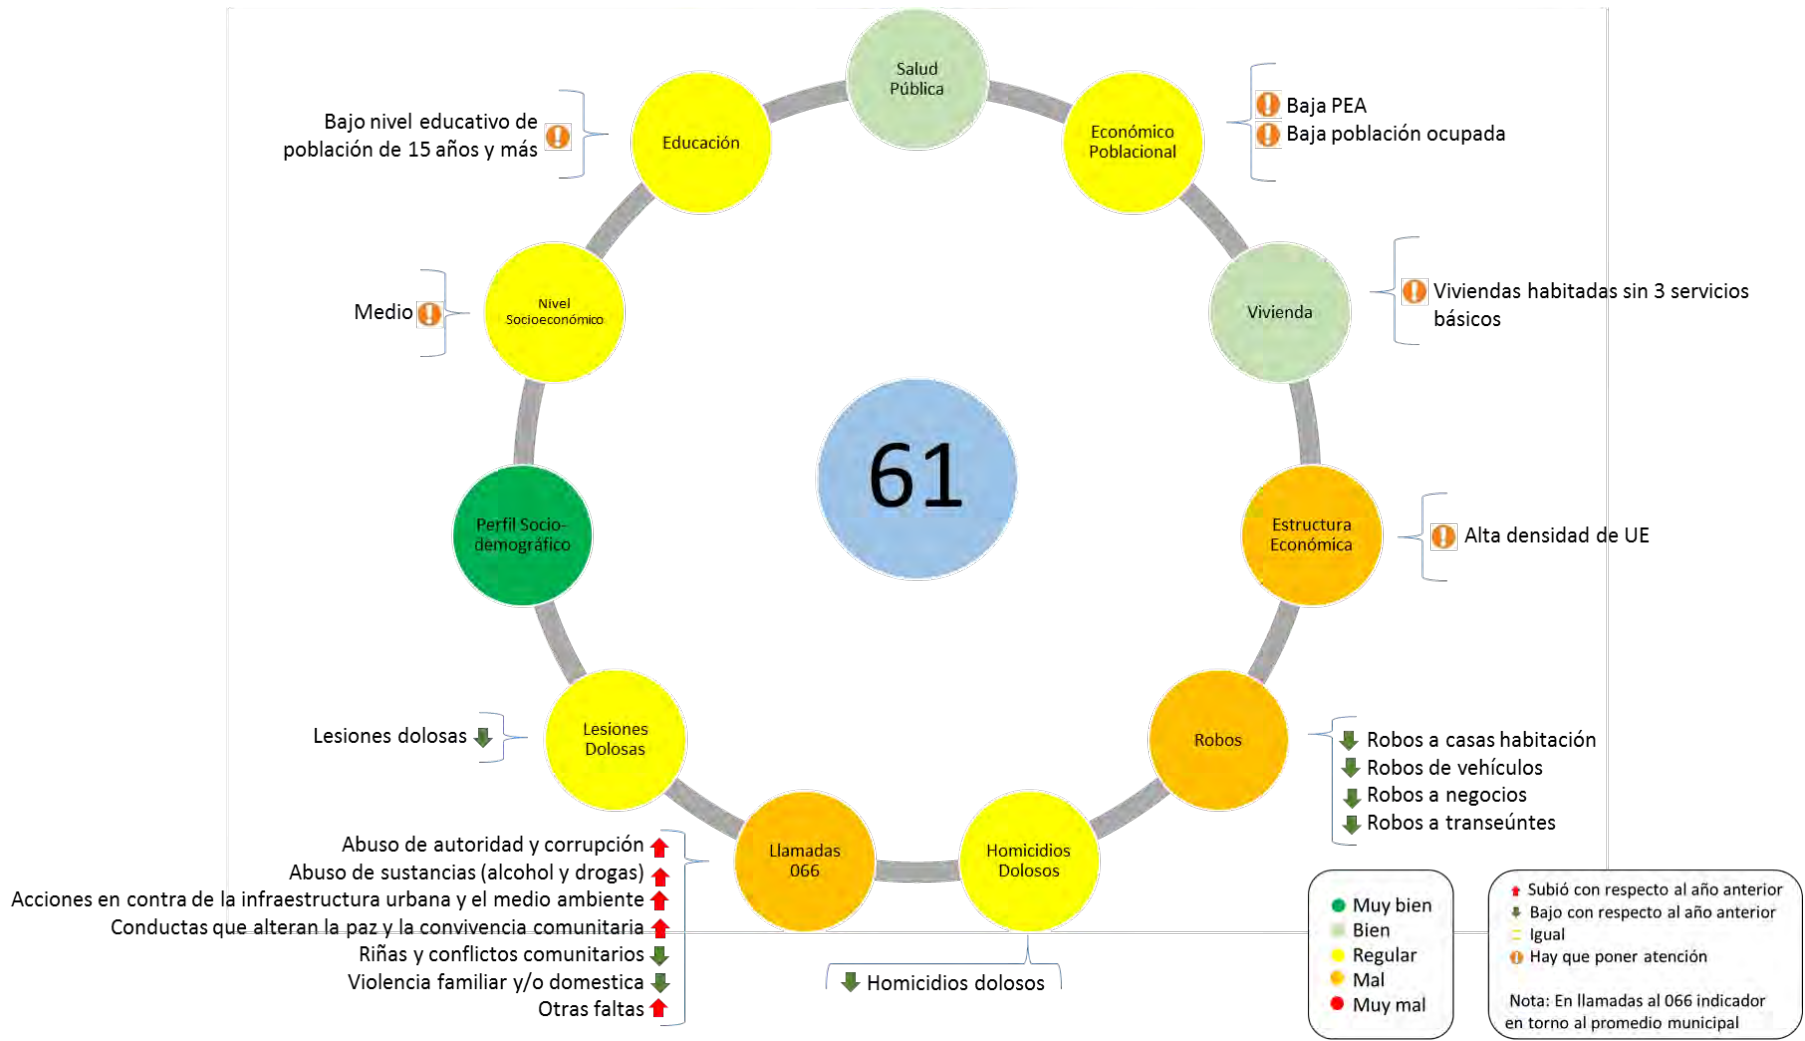 Salud
Pública
Económico
Poblacional
Baja PEA
Baja población ocupada
Vivienda
Viviendas habitadas sin 3 servicios
básicos
Estructura
Económica
Alta densidad de UE
Robos
Robos a casas habitación
Robos de vehículos
Robos a negocios
Robos a transeúntes
Homicidios
Dolosos
Homicidios dolosos
Llamadas
066
Abuso de autoridad y corrupción
Abuso de sustancias (alcohol y drogas)
Acciones en contra de la infraestructura urbana y el medio ambiente
Conductas que alteran la paz y la convivencia comunitaria
Riñas y conflictos comunitarios
Violencia familiar y/o domestica
Otras faltas
Lesiones
Dolosas
Lesiones dolosas
Perfil Socio-
demográfico
Nivel
Socioeconómico
Medio
Educación
Bajo nivel educativo de
población de 15 años y más
61
Muy bien
Bien
Regular
Mal
Muy mal
Subió con respecto al año anterior
Bajo con respecto al año anterior
Igual
Hay que poner atención
Nota: En llamadas al 066 indicador
en torno al promedio municipal